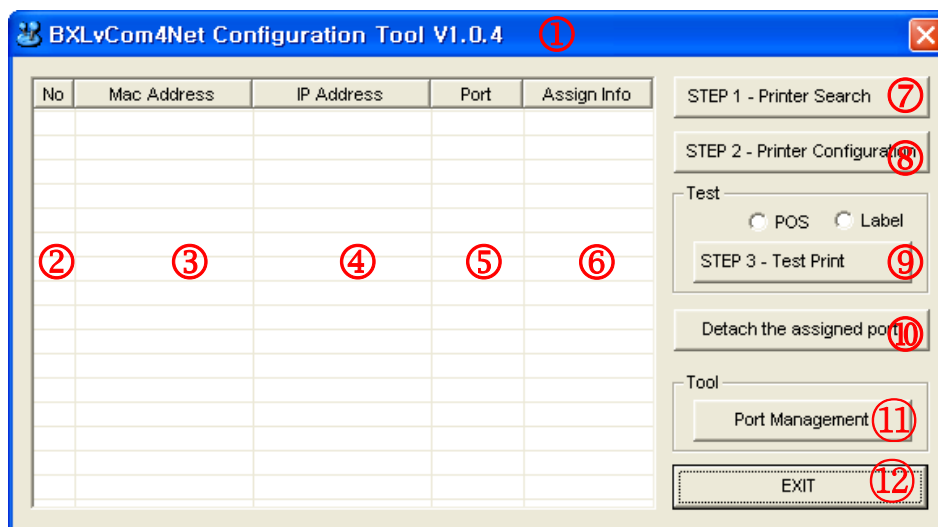 BXLvCom4Net Configuration Tool V1.0.4 ①
No Mac Address IP Address Port Assign Info
STEP 1 - Printer Search ⑦
STEP 2 - Printer Configuration ⑧
Test
POS Label
② ③ ④ ⑤ ⑥
STEP 3 - Test Print ⑨
Detach the assigned port ⑩
Tool
Port Management ⑪
EXIT ⑫